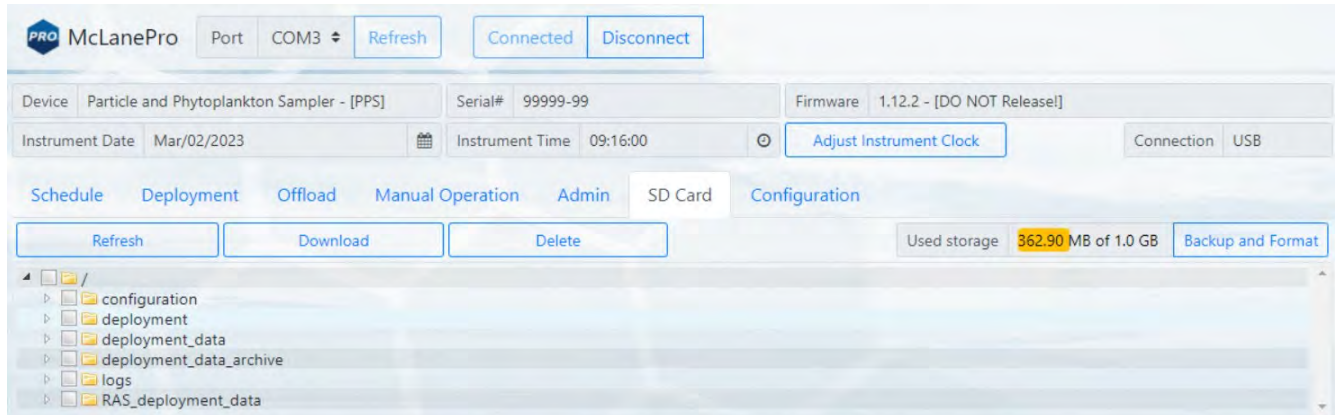 PRO McLanePro Port COM3 Refresh Connected Disconnect
Device Particle and Phytoplankton Sampler - [PPS] Serial# 99999-99 Firmware 1.12.2 - [DO NOT Release!]
Instrument Date Mar/02/2023 Instrument Time 09:16:00 Adjust Instrument Clock Connection USB
Schedule Deployment Offload Manual Operation Admin SD Card Configuration
Refresh Download Delete Used storage 362.90 MB of 1.0 GB Backup and Format
/
configuration
deployment
deployment_data
deployment_data_archive
logs
RAS_deployment_data